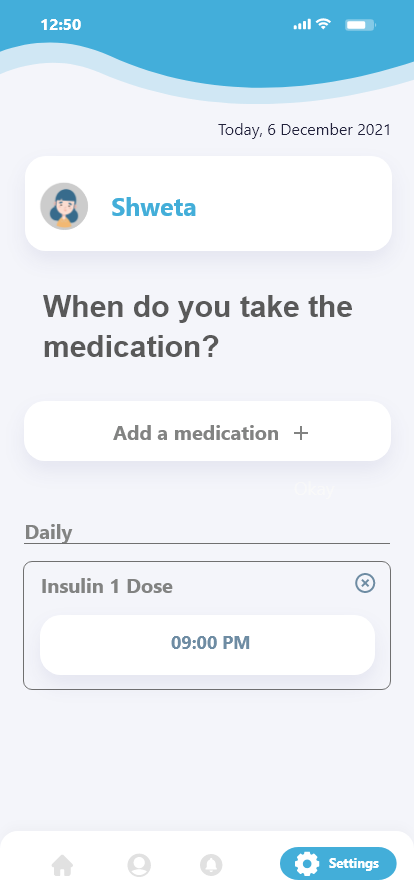 12:50
Today, 6 December 2021
Shweta
When do you take the
medication?
Add a medication +
Okay
Daily
Insulin 1 Dose
09:00 PM
Settings